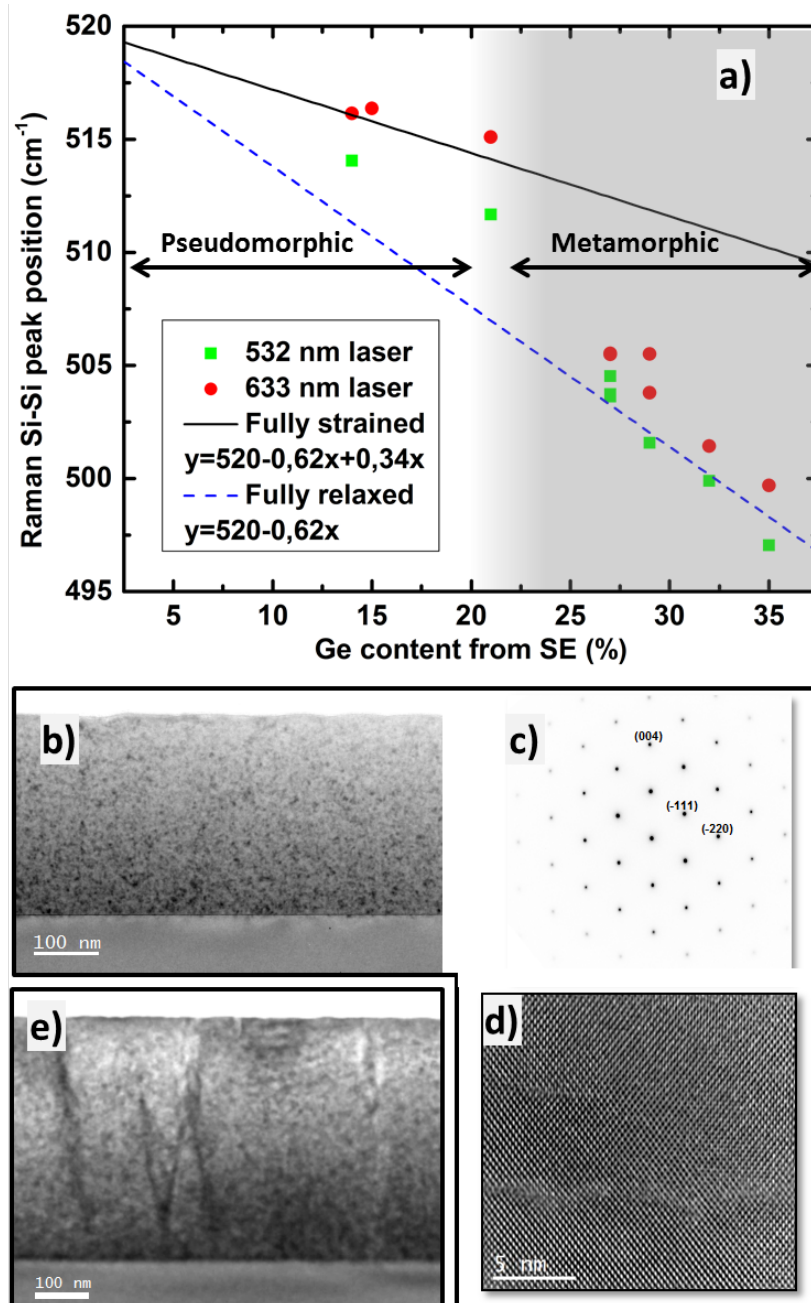 520
a)
515
510
505
500
495
Raman Si-Si peak position (cm⁻¹)
Pseudomorphic
Metamorphic
532 nm laser
633 nm laser
Fully strained
y=520-0,62x+0,34x
Fully relaxed
y=520-0,62x
5 10 15 20 25 30 35
Ge content from SE (%)
b)
100 nm
c)
(004)
(-111)
(-220)
e)
100 nm
d)
5 nm